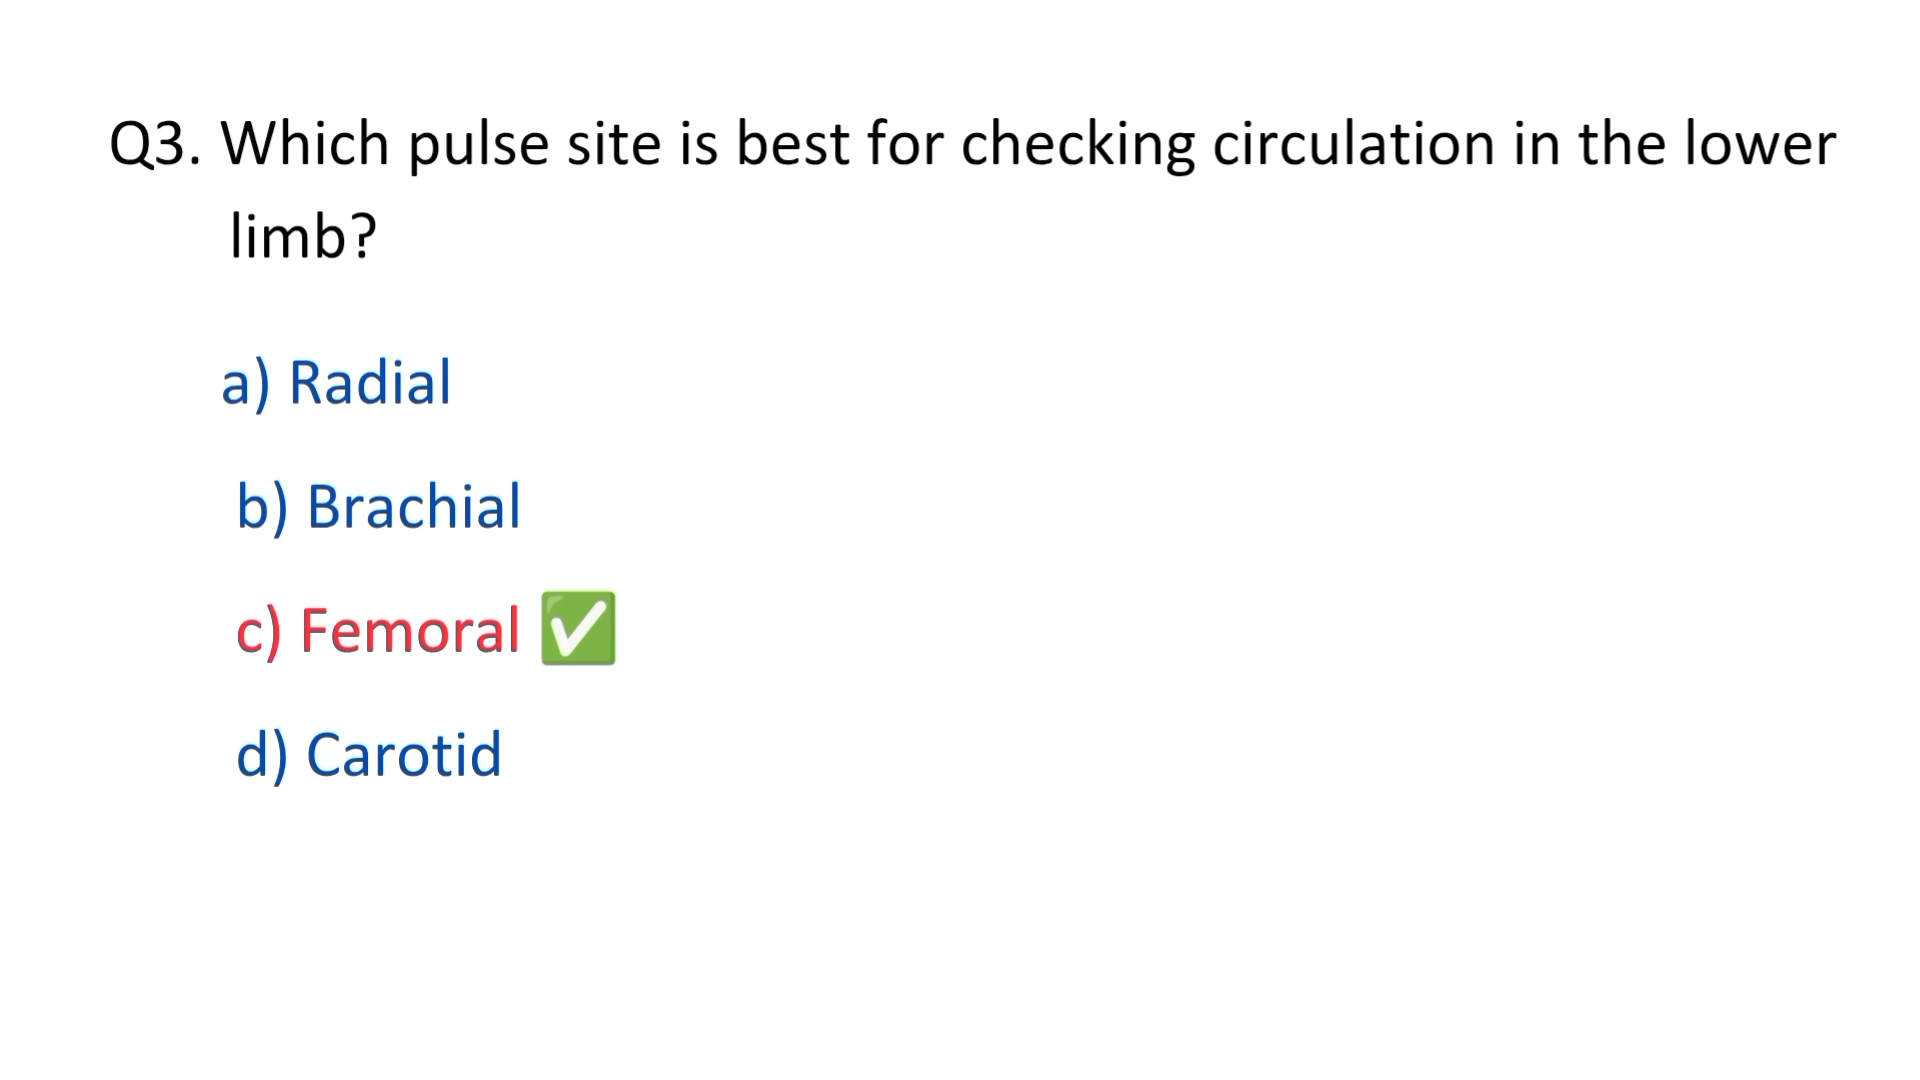 Q3. Which pulse site is best for checking circulation in the lower
limb?
a) Radial
b) Brachial
c) Femoral ✅
d) Carotid